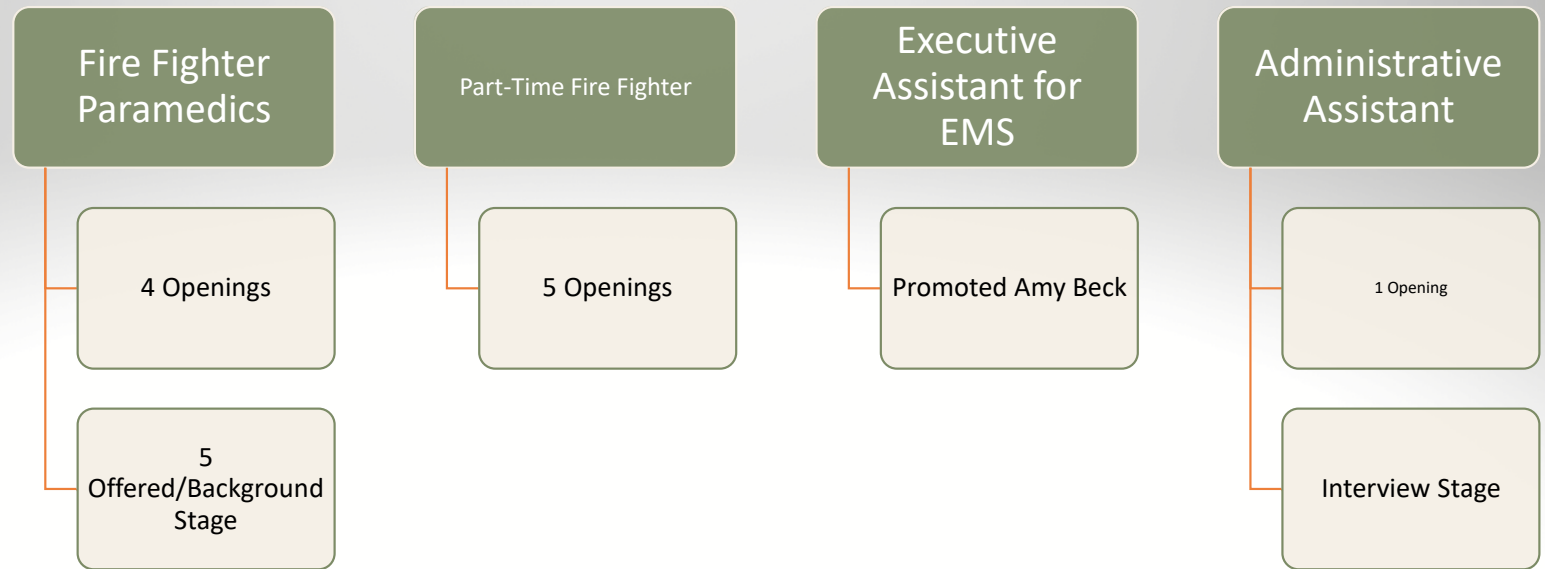 Fire Fighter
Paramedics
4 Openings
5
Offered/Background
Stage
Part-Time Fire Fighter
5 Openings
Executive
Assistant for
EMS
Promoted Amy Beck
Administrative
Assistant
1 Opening
Interview Stage